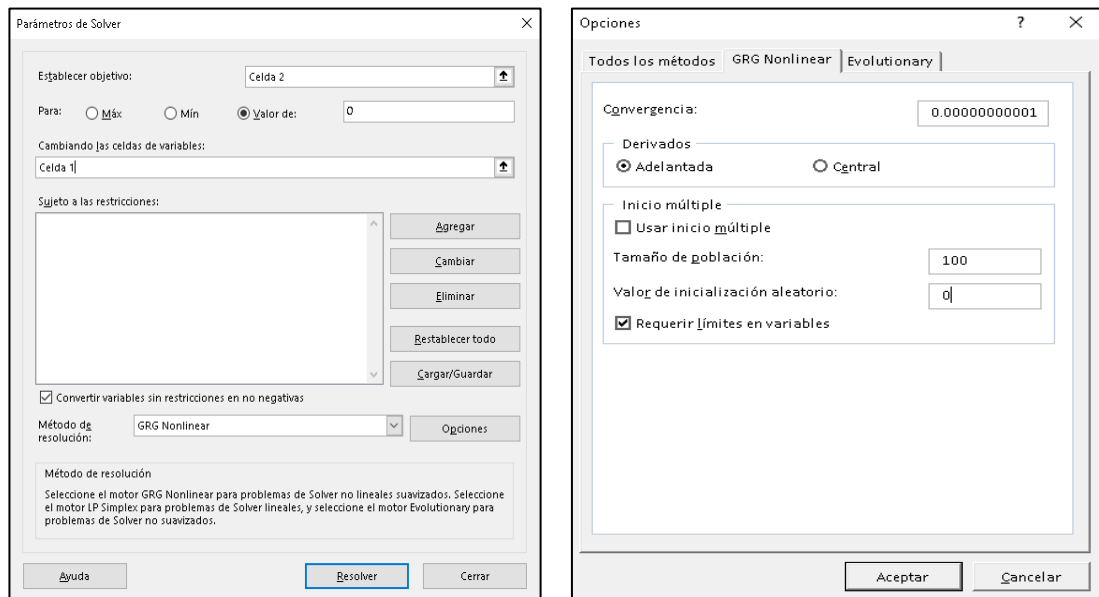 Parámetros de Solver
Establecer objetivo:
Celda 2
Para:
Máx
Mín
Valor de:
0
Cambiando las celdas de variables:
Celda 1
Sujeto a las restricciones:
Agregar
Cambiar
Eliminar
Restablecer todo
Cargar/Guardar
Convertir variables sin restricciones en no negativas
Método de
resolución:
GRG Nonlinear
Opciones
Método de resolución
Seleccione el motor GRG Nonlinear para problemas de Solver no lineales suavizados. Seleccione
el motor LP Simplex para problemas de Solver lineales, y seleccione el motor Evolutionary para
problemas de Solver no suavizados.
Ayuda
Resolver
Cerrar
Opciones
?
Todos los métodos
GRG Nonlinear
Evolutionary
Convergencia:
0.00000000001
Derivados
Adelantada
Central
Inicio múltiple
Usar inicio múltiple
Tamaño de población:
100
Valor de inicialización aleatorio:
0
Requerir límites en variables
Aceptar
Cancelar